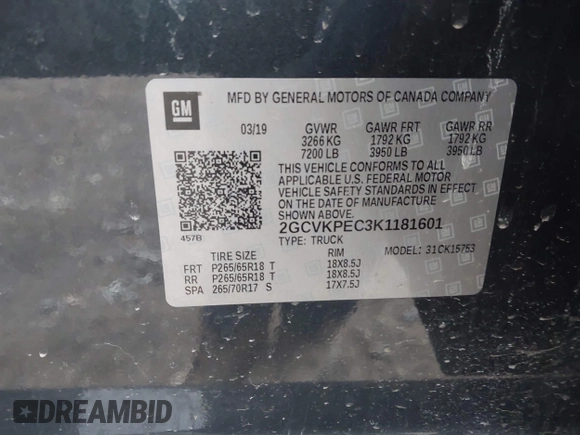 GM
MFD BY GENERAL MOTORS OF CANADA COMPANY
03/19 GVWR GAWR FRT GAWR RR
3266 KG 1792 KG 1792 KG
7200 LB 3950 LB 3950 LB
THIS VEHICLE CONFORMS TO ALL
APPLICABLE U.S. FEDERAL MOTOR
VEHICLE SAFETY STANDARDS IN EFFECT
ON THE DATE OF MANUFACTURE
SHOWN ABOVE.
2GCVKPEC3K1181601
457B TYPE: TRUCK MODEL: 31CK15753
TIRE SIZE RIM
FRT P265/65R18 T 18X8.5J
RR P265/65R18 T 18X8.5J
SPA 265/70R17 S 17X7.5J
DREAMBID